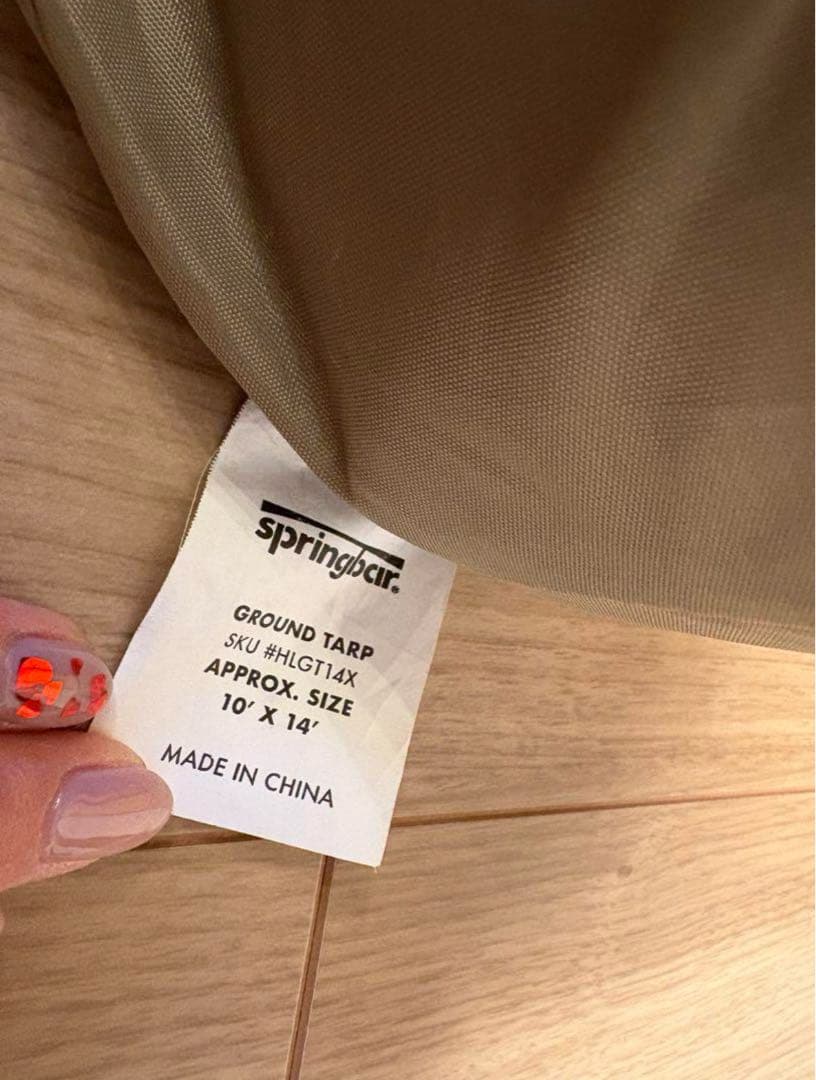 springbar®
GROUND TARP
SKU #HLGT14X
APPROX. SIZE
10' X 14'
MADE IN CHINA